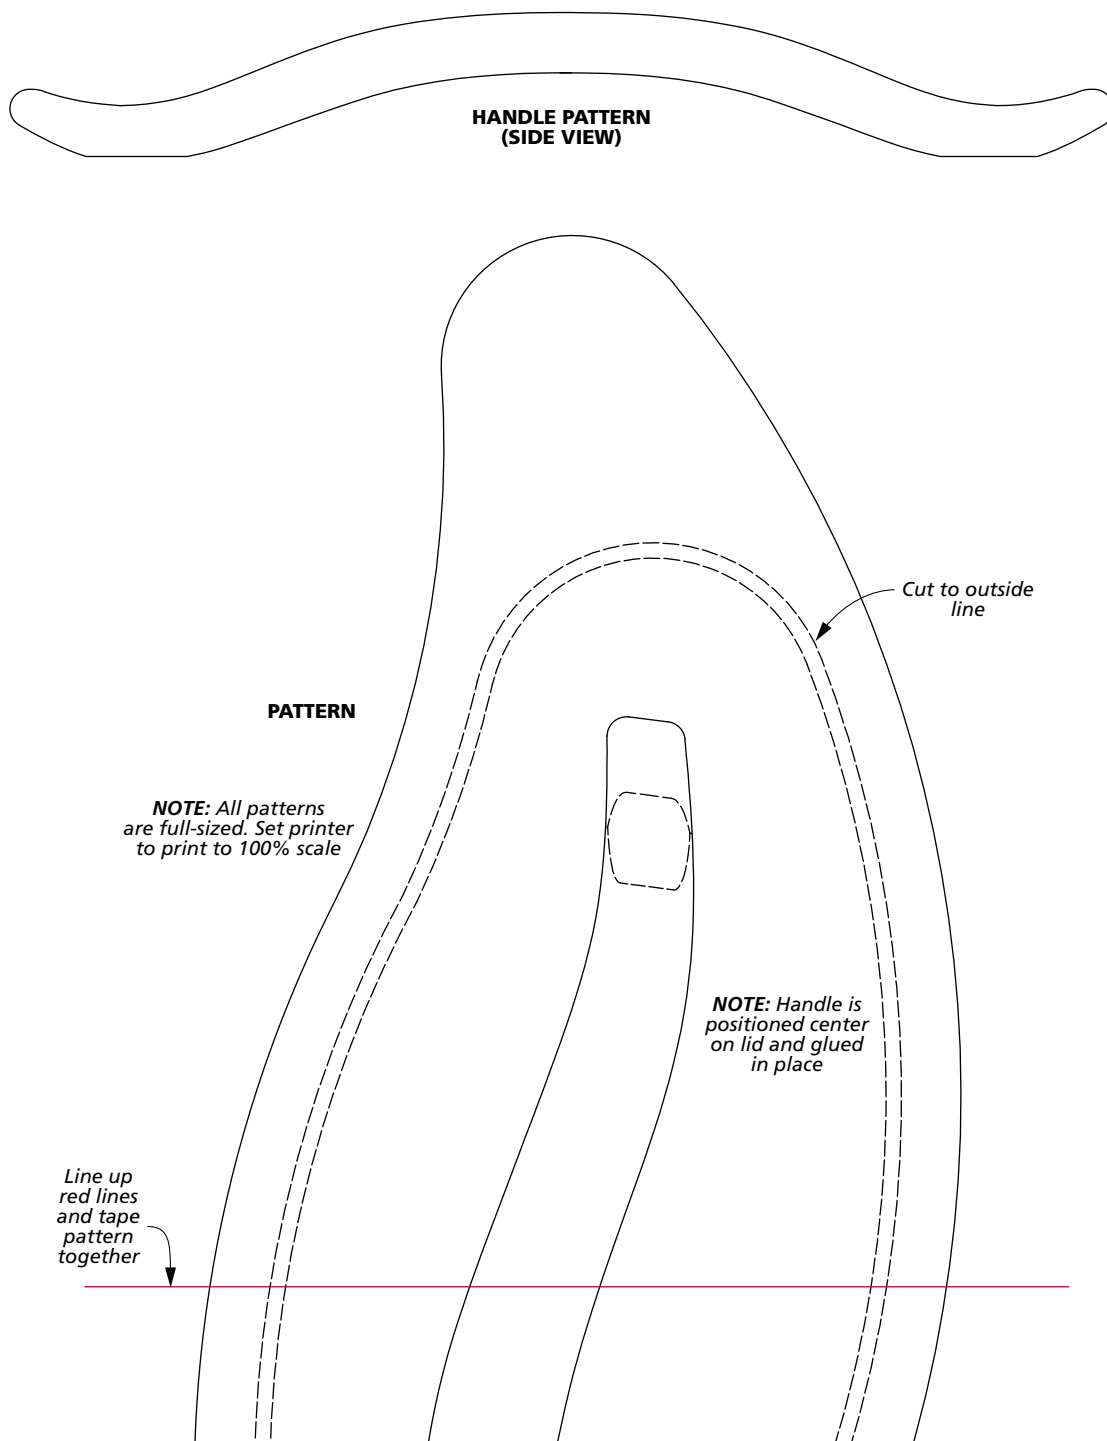 HANDLE PATTERN
(SIDE VIEW)
Cut to outside
line
PATTERN
NOTE: All patterns
are full-sized. Set printer
to print to 100% scale
NOTE: Handle is
positioned center
on lid and glued
in place
Line up
red lines
and tape
pattern
together